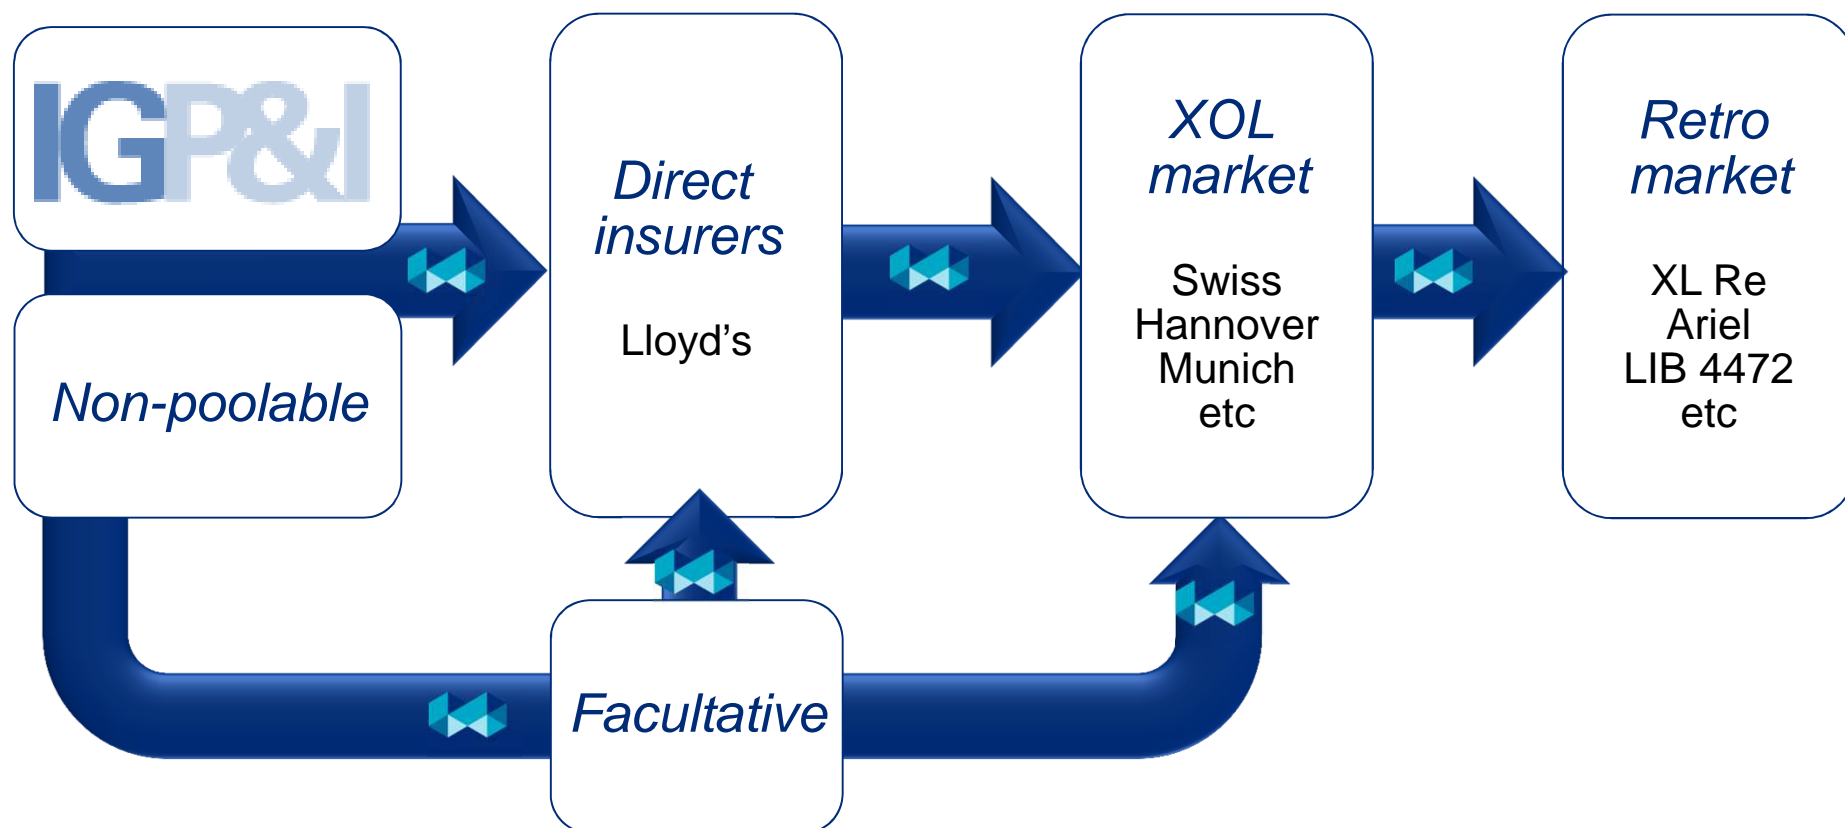 IGP&I
Non-poolable
Direct
insurers
Lloyd’s
XOL
market
Swiss
Hannover
Munich
etc
Retro
market
XL Re
Ariel
LIB 4472
etc
Facultative